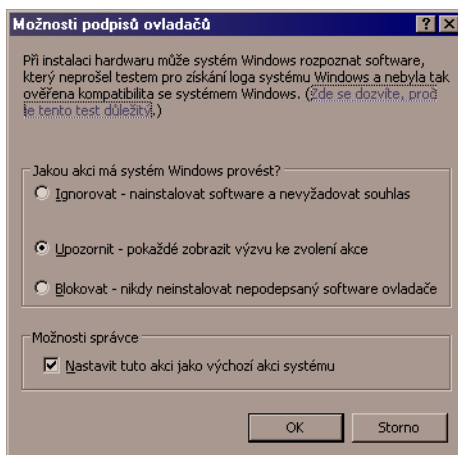 Možnosti podpisů ovladačů
Při instalaci hardwaru může systém Windows rozpoznat software,
který neprošel testem pro získání loga systému Windows a nebyla tak
ověřena kompatibilita se systémem Windows. (Zde se dozvíte, proč
je tento test důležitý.)
Jakou akci má systém Windows provést?
Ignorovat - nainstalovat software a nevyžadovat souhlas
Upozornit - pokaždé zobrazit výzvu ke zvolení akce
Blokovat - nikdy neinstalovat nepodepsaný software ovladače
Možnosti správce
Nastavit tuto akci jako výchozí akci systému
OK Storno